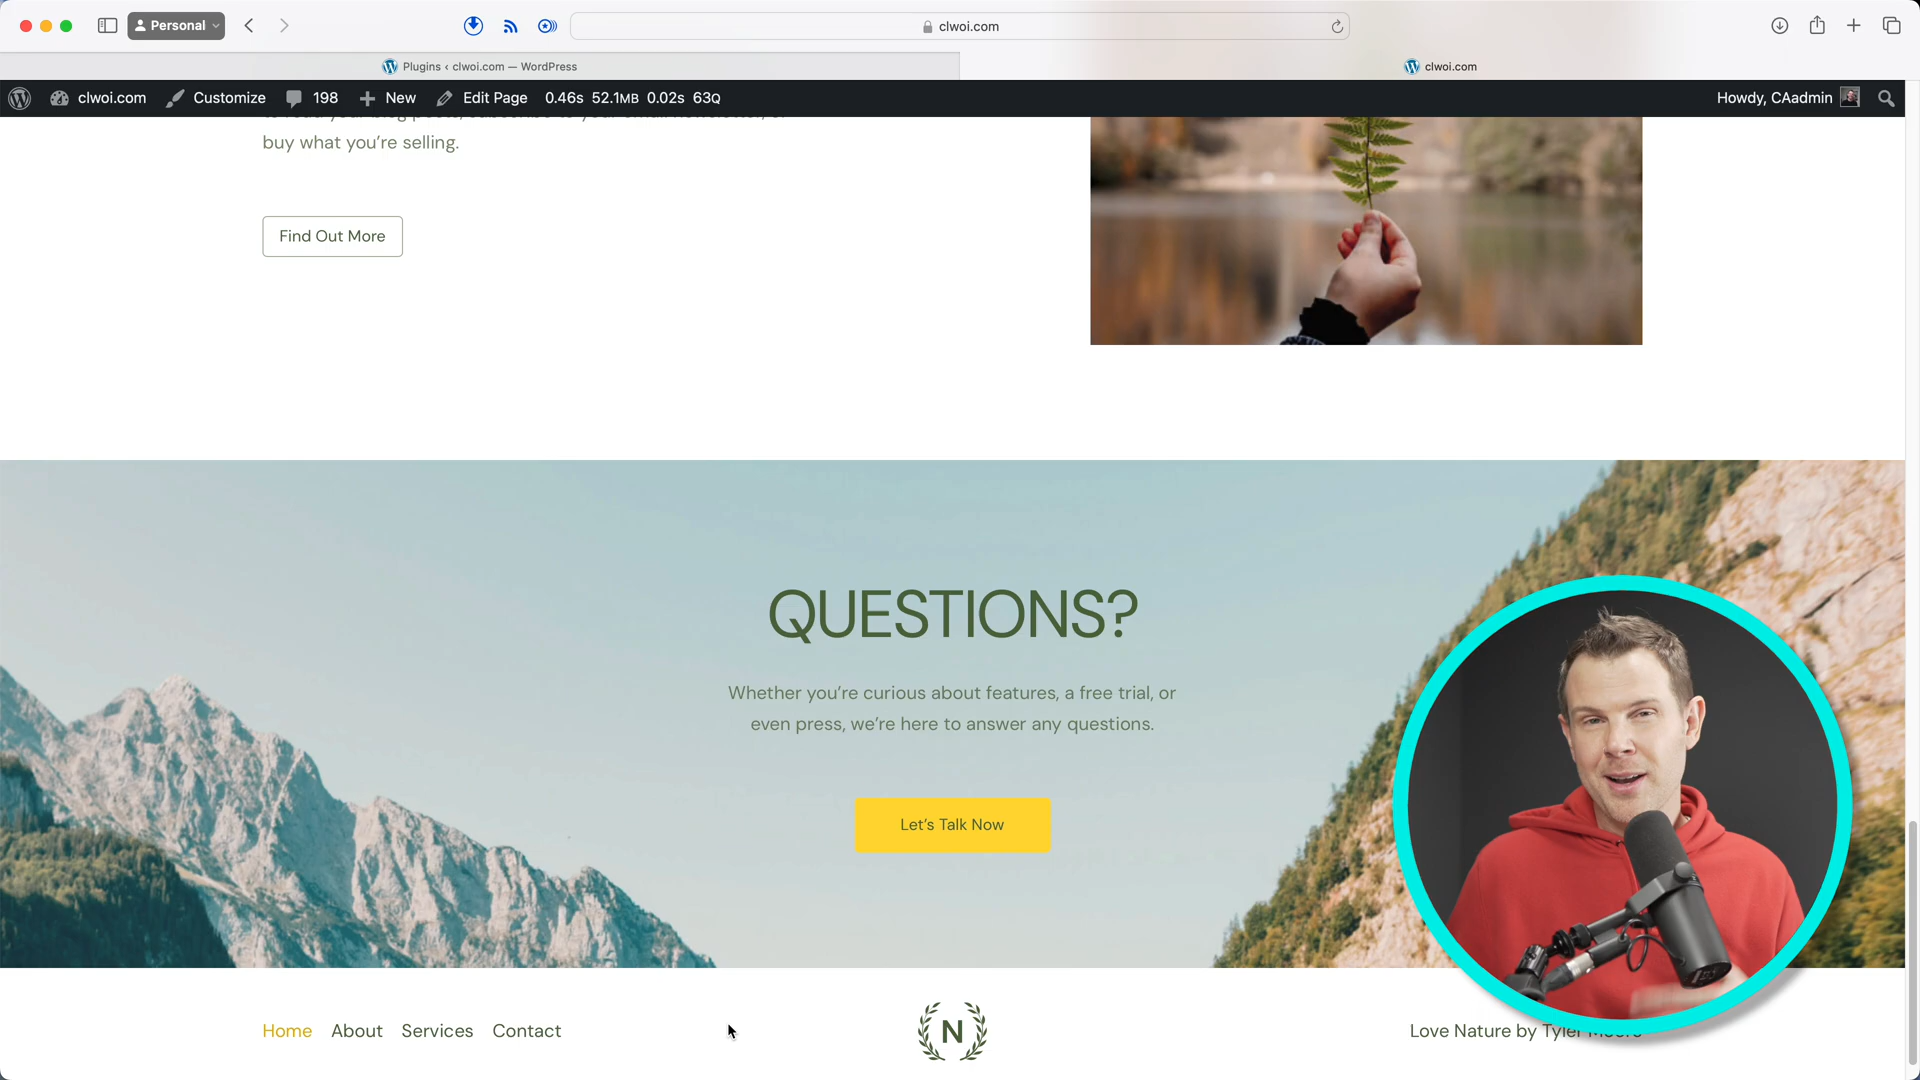 Personal
clwoi.com
Plugins ‹ clwoi.com — WordPress
clwoi.com
clwoi.com
Customize
198
New
Edit Page
0.46s 52.1MB 0.02s 63Q
Howdy, CAadmin
buy what you’re selling.
Find Out More
QUESTIONS?
Whether you’re curious about features, a free trial, or
even press, we’re here to answer any questions.
Let’s Talk Now
Home
About
Services
Contact
N
Love Nature by Tyler